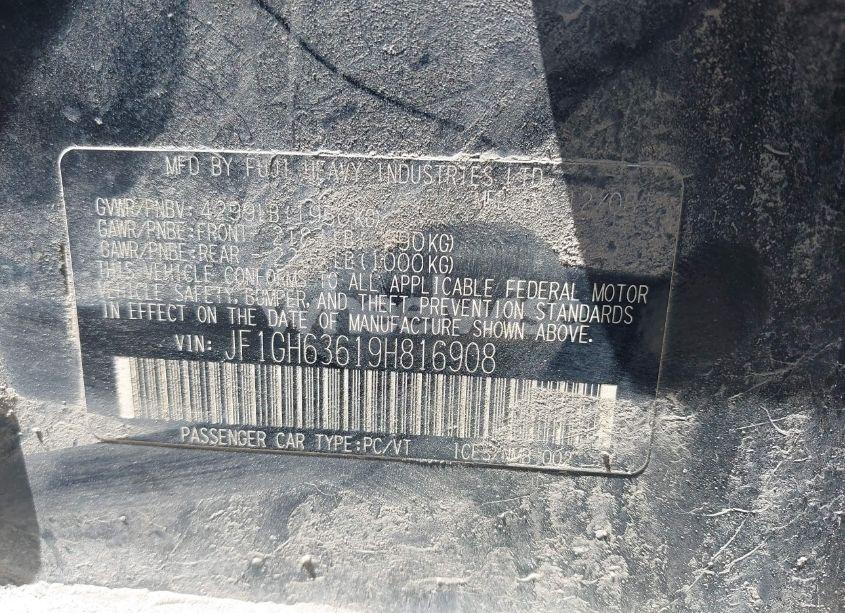 MFD BY FUJI HEAVY INDUSTRIES LTD
GVWR/PNBV: 4299LB
GAWR/PNBE:FRONT
GAWR/PNBE:REAR LB(1000KG)
THIS VEHICLE CONFORMS TO ALL APPLICABLE FEDERAL MOTOR
VEHICLE SAFETY, BUMPER, AND THEFT PREVENTION STANDARDS
IN EFFECT ON THE DATE OF MANUFACTURE SHOWN ABOVE.
VIN: JF1GH63619H816908
PASSENGER CAR TYPE:PC/VT